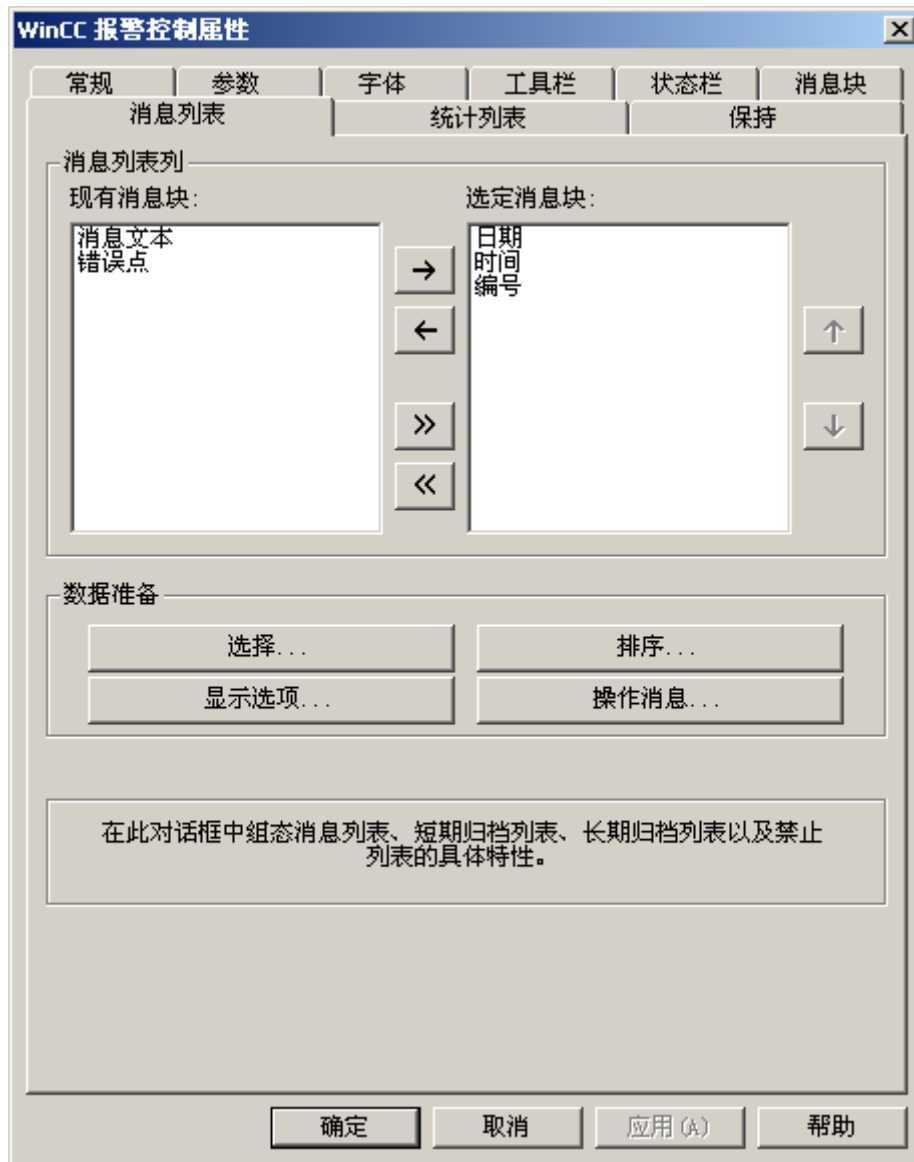 WinCC 报警控制属性
常规 参数 字体 工具栏 状态栏 消息块
消息列表 统计列表 保持
消息列表列
现有消息块: 选定消息块:
消息文本 日期
错误点 时间
编号
数据准备
选择... 排序...
显示选项... 操作消息...
在此对话框中组态消息列表、短期归档列表、长期归档列表以及禁止
列表的具体特性。
确定 取消 应用(A) 帮助